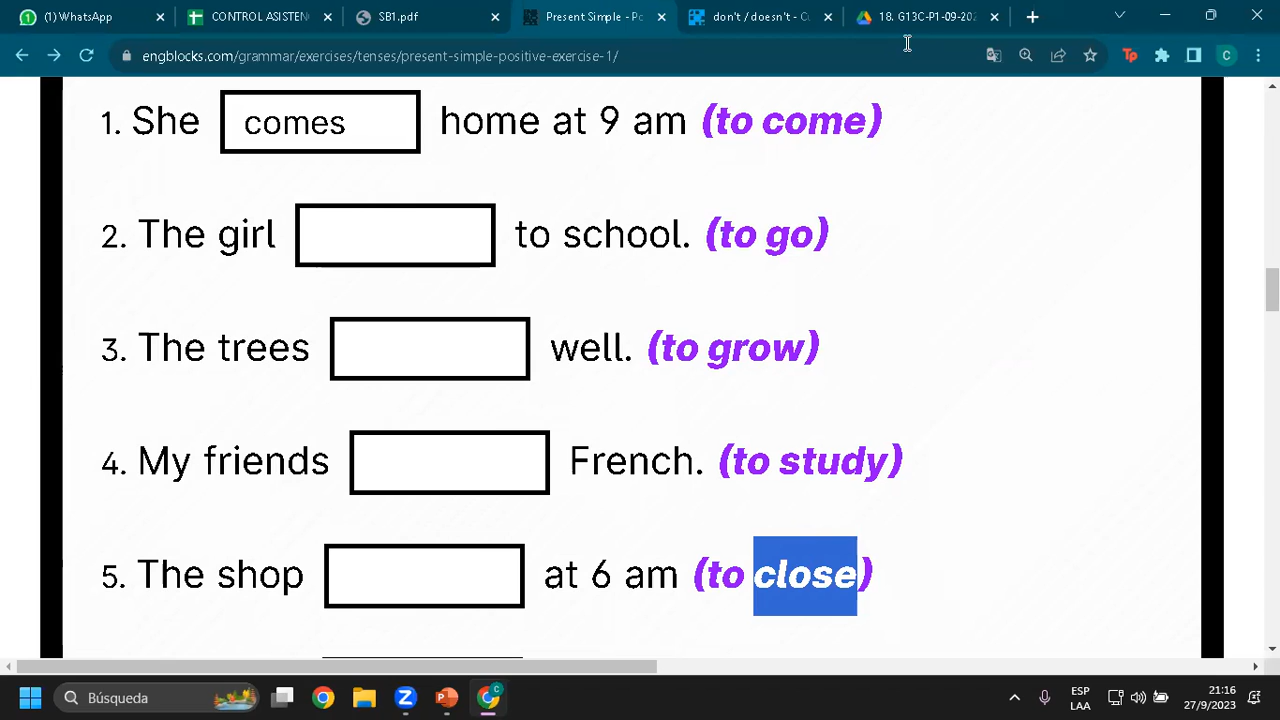 (1) WhatsApp
CONTROL ASISTEN
SB1.pdf
Present Simple - Po
don't / doesn't - Cu
18. G13C-P1-09-202
engblocks.com/grammar/exercises/tenses/present-simple-positive-exercise-1/
1. She comes home at 9 am (to come)
2. The girl to school. (to go)
3. The trees well. (to grow)
4. My friends French. (to study)
5. The shop at 6 am (to close)
Búsqueda
ESP
LAA
21:16
27/9/2023